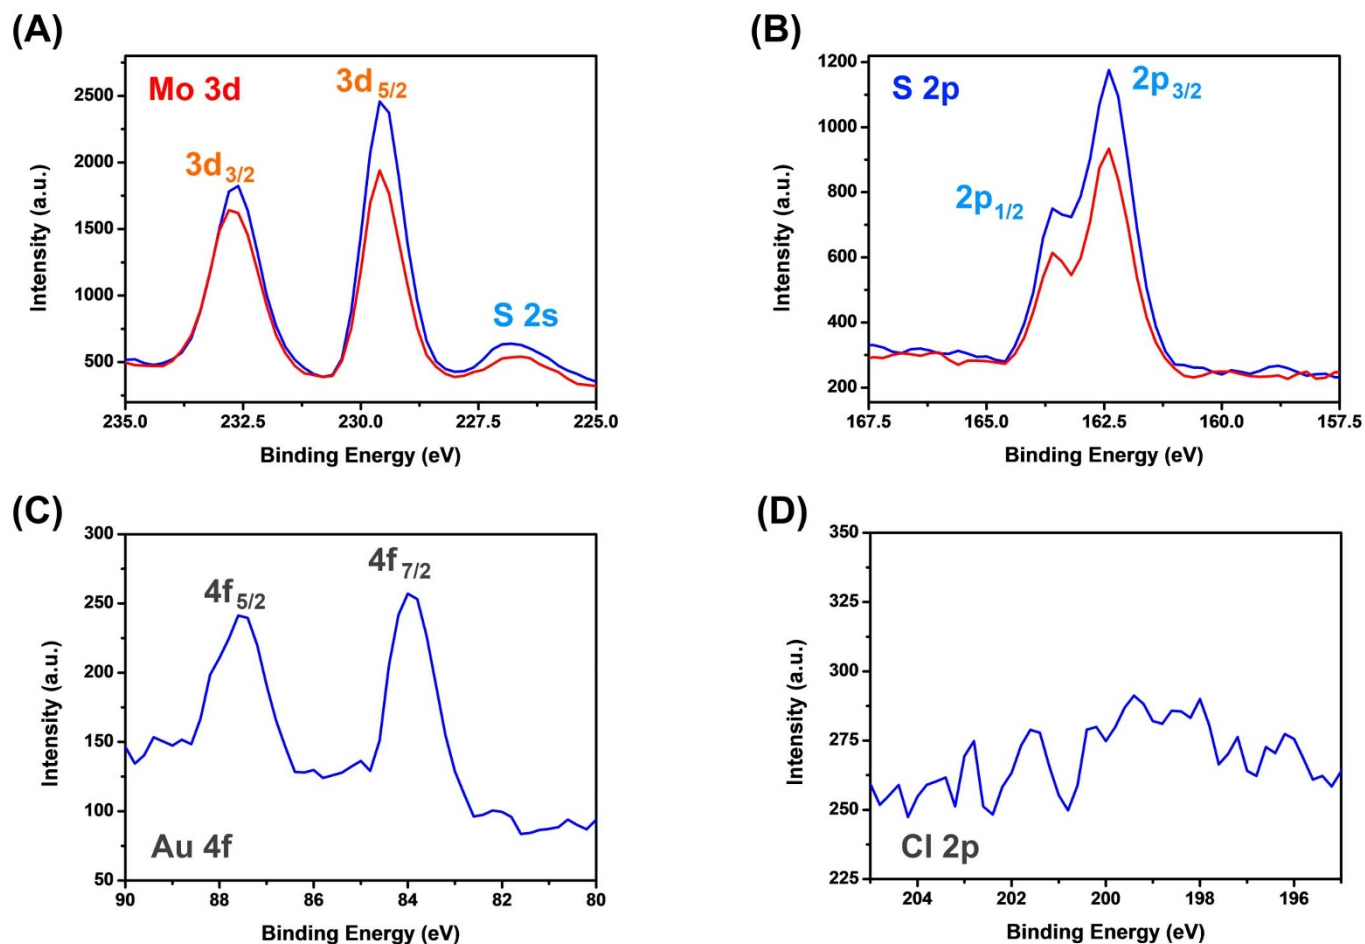 (A)
Mo 3d
3d3/2
3d5/2
S 2s
Intensity (a.u.)
2500
2000
1500
1000
500
235.0 232.5 230.0 227.5 225.0
Binding Energy (eV)
(B)
S 2p
2p1/2
2p3/2
Intensity (a.u.)
1200
1000
800
600
400
200
167.5 165.0 162.5 160.0 157.5
Binding Energy (eV)
(C)
4f5/2
4f7/2
Au 4f
Intensity (a.u.)
300
250
200
150
100
50
90 88 86 84 82 80
Binding Energy (eV)
(D)
Cl 2p
Intensity (a.u.)
350
325
300
275
250
225
204 202 200 198 196
Binding Energy (eV)